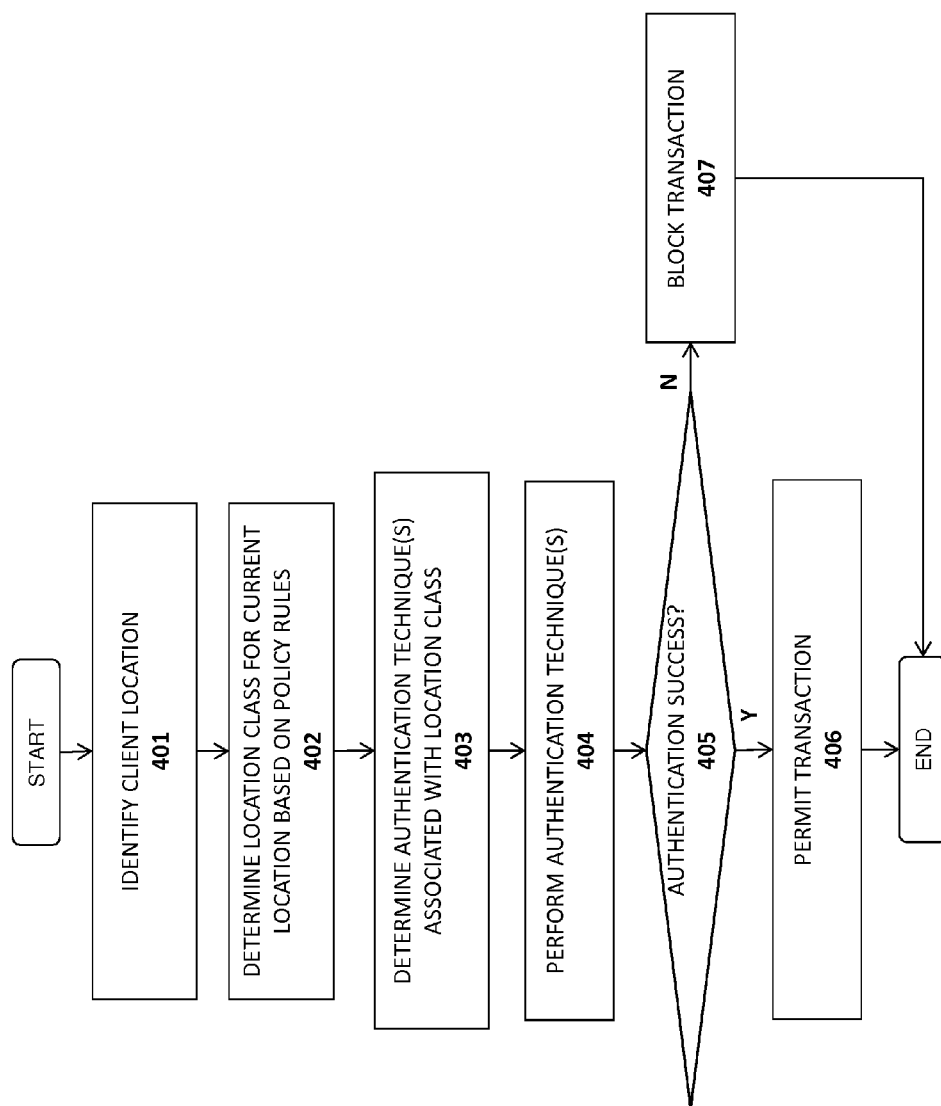 START
IDENTIFY CLIENT LOCATION
401
DETERMINE LOCATION CLASS FOR CURRENT
LOCATION BASED ON POLICY RULES
402
DETERMINE AUTHENTICATION TECHNIQUE(S)
ASSOCIATED WITH LOCATION CLASS
403
PERFORM AUTHENTICATION TECHNIQUE(S)
404
AUTHENTICATION SUCCESS?
405
N
BLOCK TRANSACTION
407
Y
PERMIT TRANSACTION
406
END